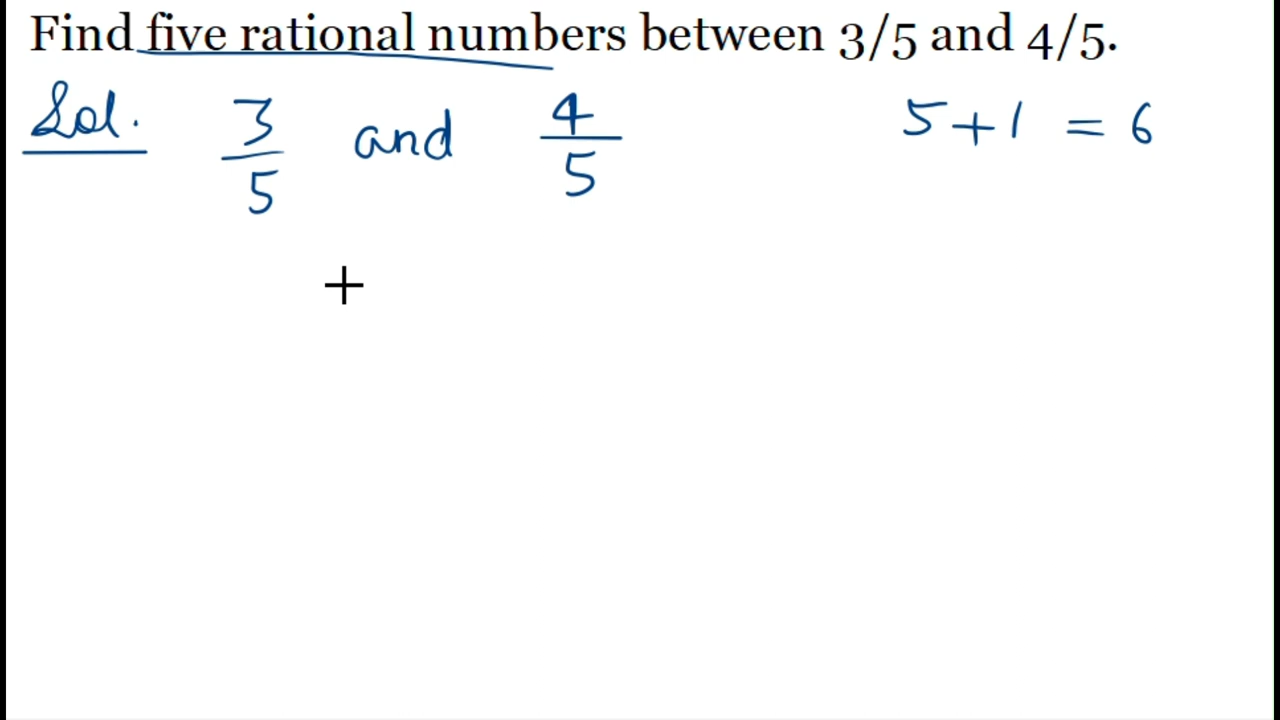 Find five rational numbers between 3/5 and 4/5.
Sol. 3/5 and 4/5 5+1 = 6